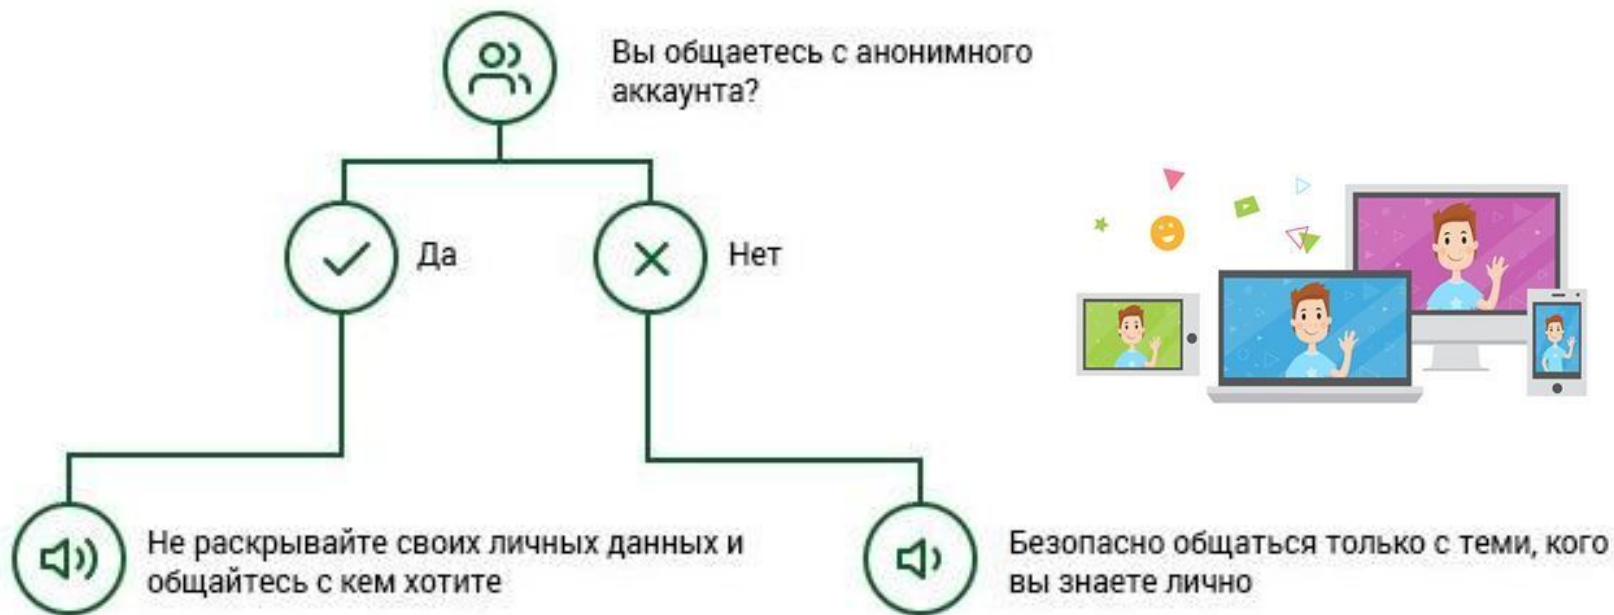 Вы общаетесь с анонимного
аккаунта?
Да
Нет
Не раскрывайте своих личных данных и
общайтесь с кем хотите
Безопасно общаться только с теми, кого
вы знаете лично